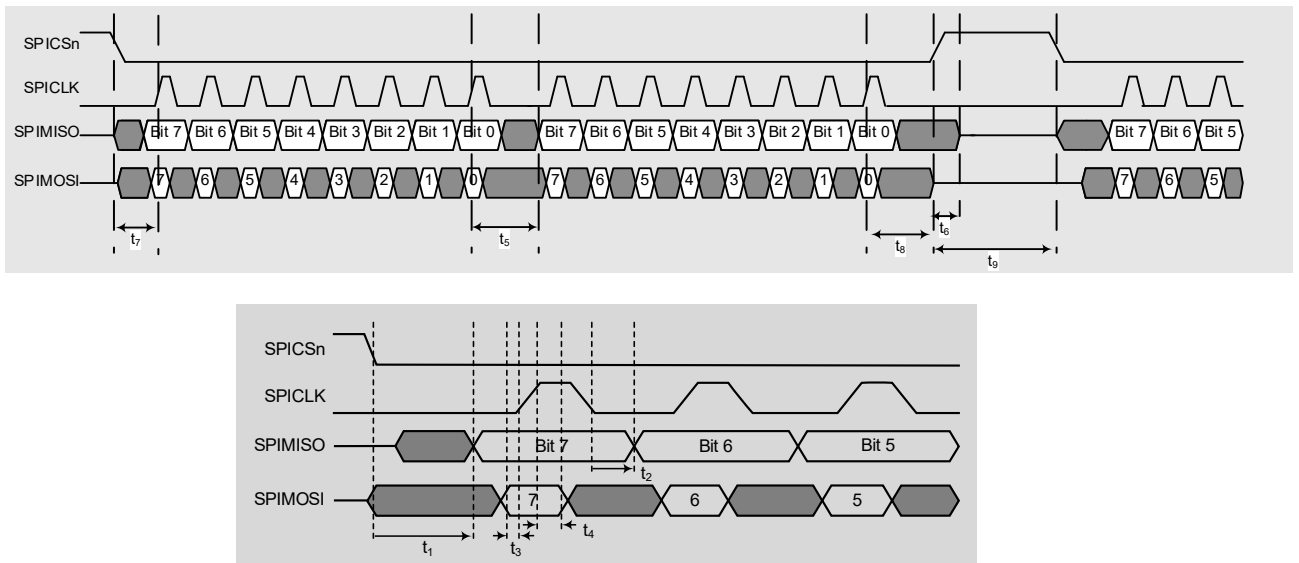 SPICSn
SPICLK
SPIMISO Bit 7 Bit 6 Bit 5 Bit 4 Bit 3 Bit 2 Bit 1 Bit 0 Bit 7 Bit 6 Bit 5 Bit 4 Bit 3 Bit 2 Bit 1 Bit 0 Bit 7 Bit 6 Bit 5
SPIMOSI 7 6 5 4 3 2 1 0 7 6 5 4 3 2 1 0 7 6 5
t7 t5 t8 t6
t9
SPICSn
SPICLK
SPIMISO Bit 7 Bit 6 Bit 5
t2
SPIMOSI 7 6 5
t1 t3 t4